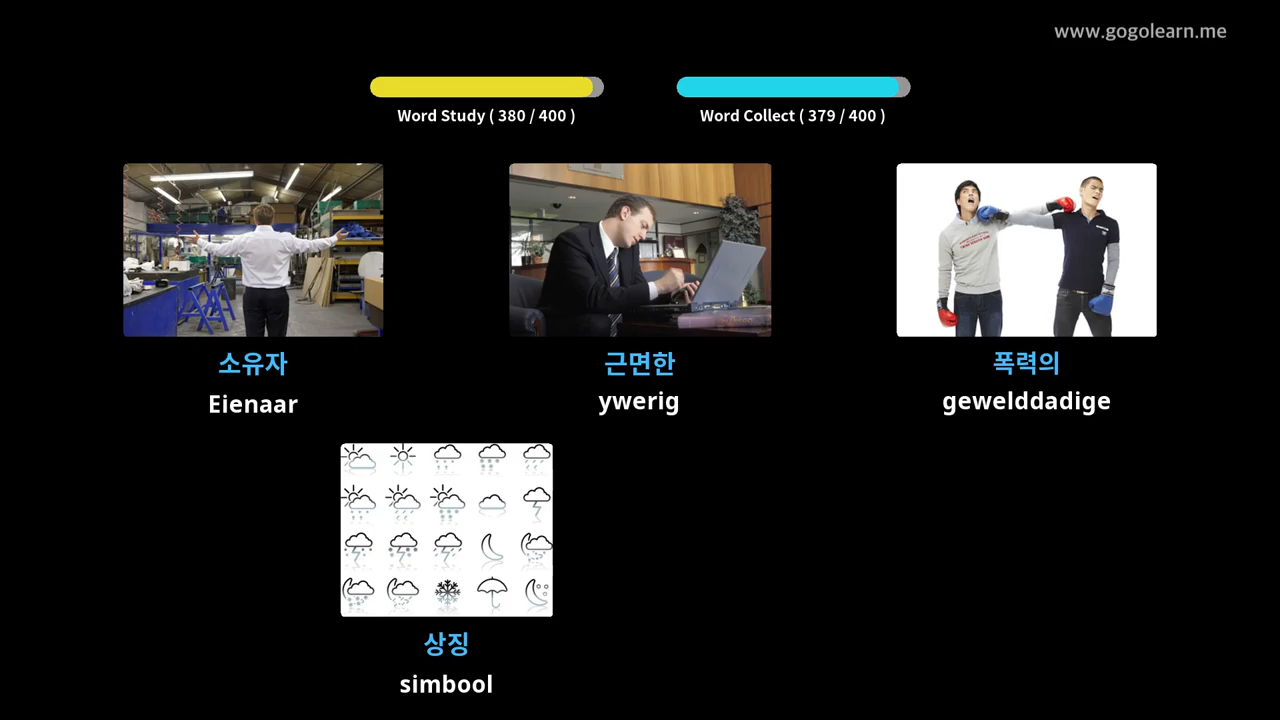 www.gogolearn.me
Word Study ( 380 / 400 )
Word Collect ( 379 / 400 )
소유자
Eienaar
근면한
ywerig
폭력의
gewelddadige
상징
simbool